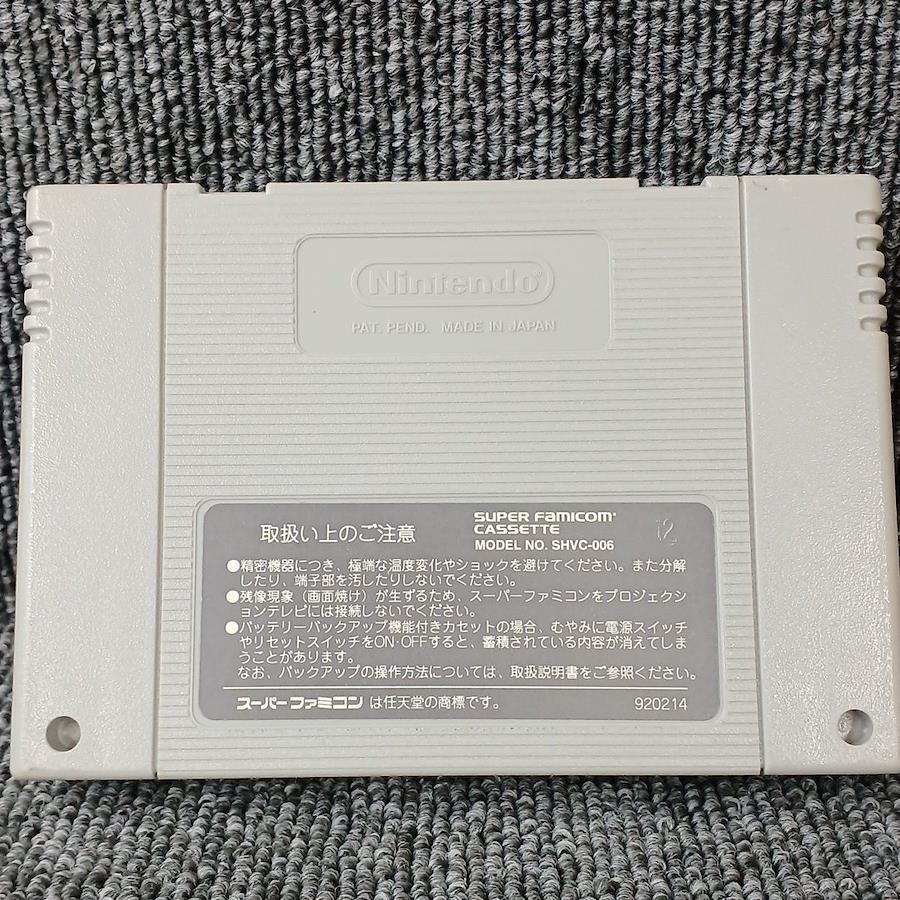 Nintendo®
PAT. PEND. MADE IN JAPAN
取扱い上のご注意
SUPER FAMICOM
CASSETTE
MODEL NO. SHVC-006
12
●精密機器につき、極端な温度変化やショックを避けてください。また分解
したり、端子部を汚したりしないでください。
●残像現象（画面焼け）が生ずるため、スーパーファミコンをプロジェクシ
ョンテレビには接続しないでください。
●バッテリーバックアップ機能付きカセットの場合、むやみに電源スイッチ
やリセットスイッチをON・OFFすると、蓄積されている内容が消えてしま
うことがあります。
なお、バックアップの操作方法については、取扱説明書をご参照ください。
スーパーファミコンは任天堂の商標です。
920214